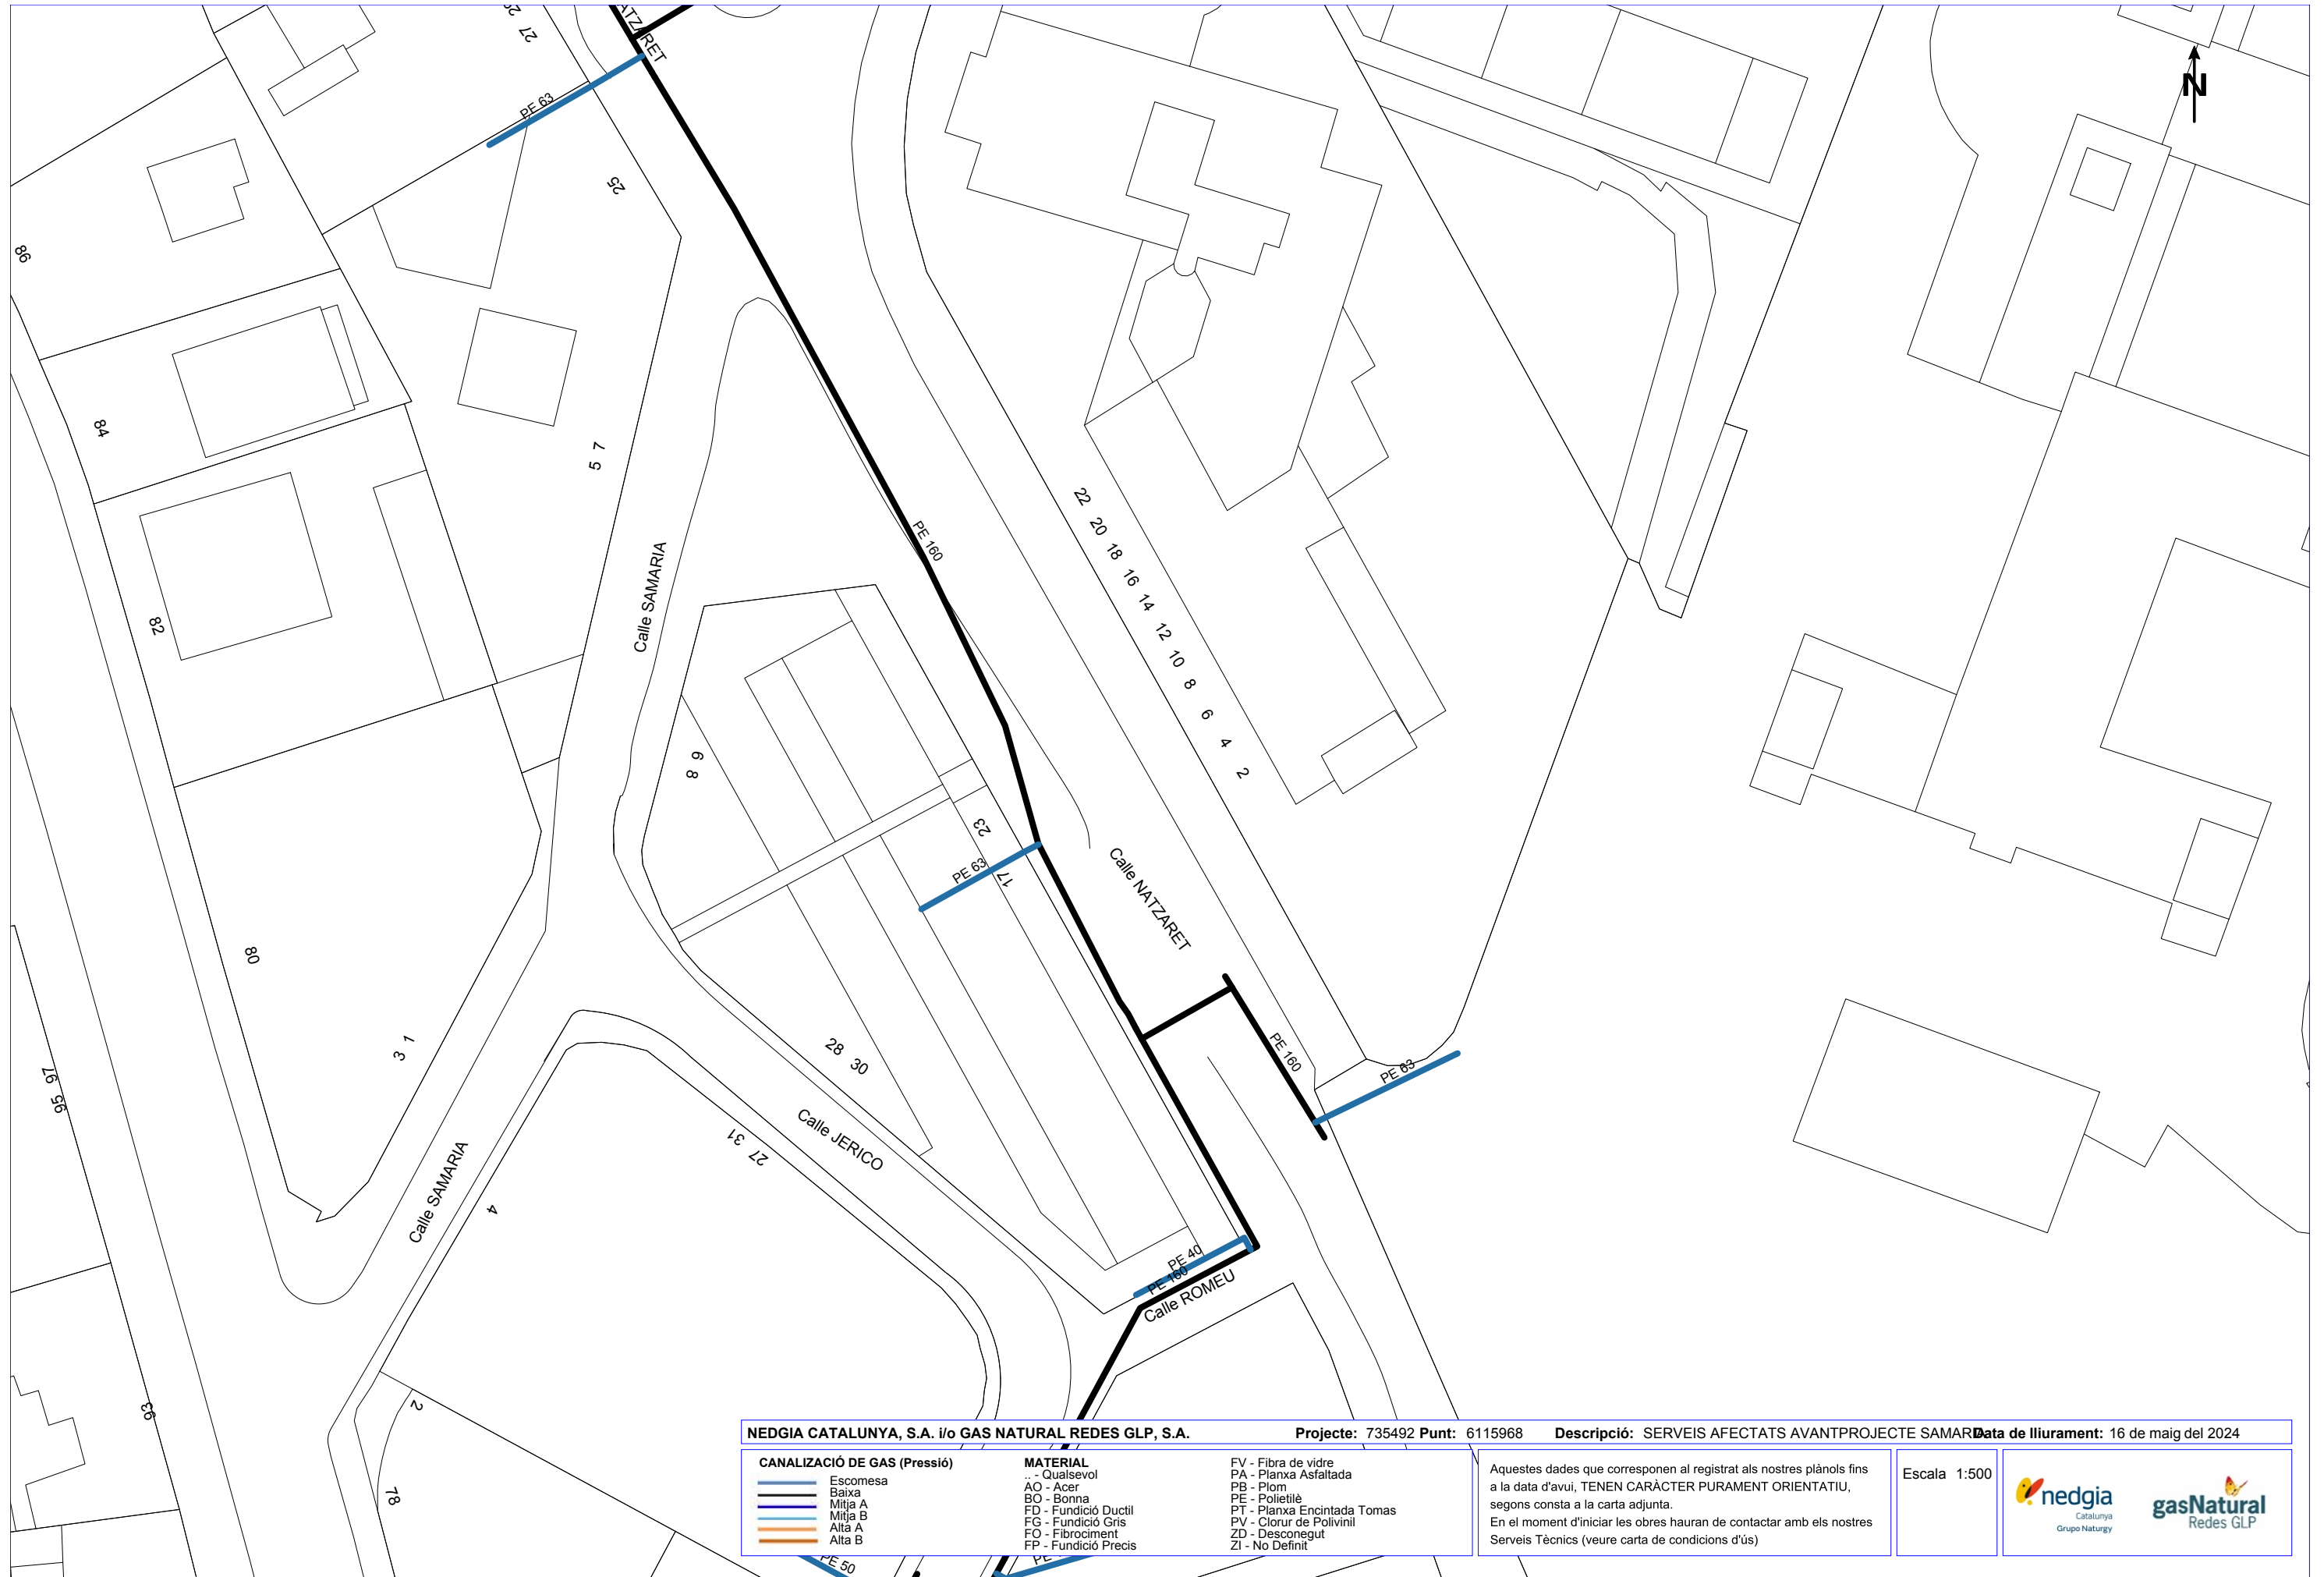 ATZARET
27
PE 63
25
N
98
84
5 7
82
Calle SAMARIA
PE 160
22
20
18
16
14
12
10
8
6
4
2
6 8
23
17
PE 63
Calle NATZARET
80
3 1
97 95
28 30
PE 160
PE 63
31 27
Calle JERICO
Calle SAMARIA
4
PE 40
PE 160
Calle ROMEU
93
2
78
PE 50
PE
NEDGIA CATALUNYA, S.A. i/o GAS NATURAL REDES GLP, S.A. Projecte: 735492 Punt: 6115968 Descripció: SERVEIS AFECTATS AVANTPROJECTE SAMARIA Data de lliurament: 16 de maig del 2024
CANALIZACIÓ DE GAS (Pressió)
Escomesa
Baixa
Mitja A
Mitja B
Alta A
Alta B
MATERIAL
.. - Qualsevol
AO - Acer
BO - Bonna
FD - Fundició Ductil
FG - Fundició Gris
FO - Fibrociment
FP - Fundició Precis
FV - Fibra de vidre
PA - Planxa Asfaltada
PB - Plom
PE - Polietilè
PT - Planxa Encintada Tomas
PV - Clorur de Polivinil
ZD - Desconegut
ZI - No Definit
Aquestes dades que corresponen al registrat als nostres plànols fins
a la data d'avui, TENEN CARÀCTER PURAMENT ORIENTATIU,
segons consta a la carta adjunta.
En el moment d'iniciar les obres hauran de contactar amb els nostres
Serveis Tècnics (veure carta de condicions d'ús)
Escala 1:500
nedgia
Catalunya
Grupo Naturgy
gasNatural
Redes GLP